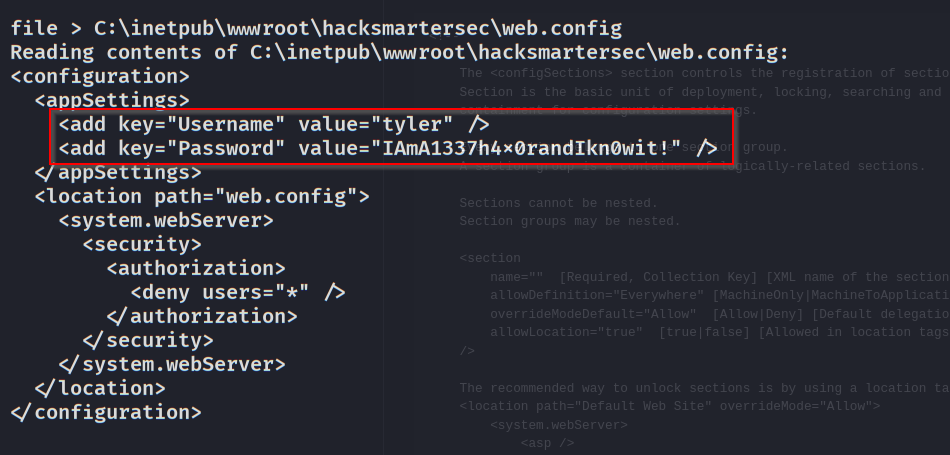 file > C:\inetpub\wwwroot\hacksmartersec\web.config
Reading contents of C:\inetpub\wwwroot\hacksmartersec\web.config:
<configuration>
  <appSettings>
    <add key="Username" value="tyler" />
    <add key="Password" value="IAmA1337h4x0randIkn0wit!" />
  </appSettings>
  <location path="web.config">
    <system.webServer>
      <security>
        <authorization>
          <deny users="*" />
        </authorization>
      </security>
    </system.webServer>
  </location>
</configuration>
The <configSections> section controls the registration of
Section is the basic unit of deployment, locking, searching and
containment for configuration settings.
section group.
A section group is a container of logically-related sections.
Sections cannot be nested.
Section groups may be nested.
<section
    name=""  [Required, Collection Key] [XML name of the section
    allowDefinition="Everywhere" [MachineOnly|MachineToApplicati
    overrideModeDefault="Allow"  [Allow|Deny] [Default delegatio
    allowLocation="true"  [true|false] [Allowed in location tags
/>
The recommended way to unlock sections is by using a location ta
<location path="Default Web Site" overrideMode="Allow">
    <system.webServer>
        <asp />